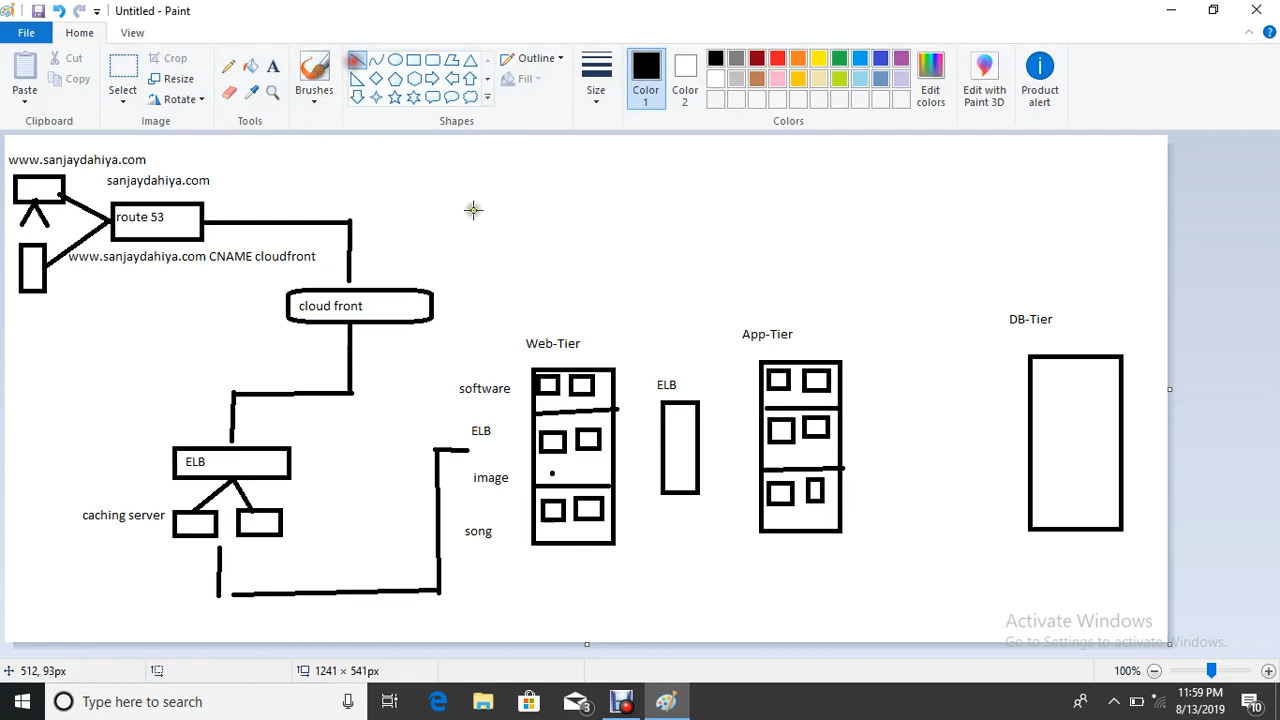 Untitled - Paint
File
Home
View
Paste
Cut
Copy
Clipboard
Select
Crop
Resize
Rotate
Image
Tools
Brushes
Shapes
Outline
Fill
Size
Color 1
Color 2
Edit colors
Colors
Edit with Paint 3D
Product alert
www.sanjaydahiya.com
sanjaydahiya.com
route 53
www.sanjaydahiya.com CNAME cloudfront
cloud front
ELB
caching server
software
ELB
image
song
Web-Tier
ELB
App-Tier
DB-Tier
Activate Windows
Go to Settings to activate Windows.
512, 93px
1241 × 541px
100%
Type here to search
3
11:59 PM
8/13/2019
10